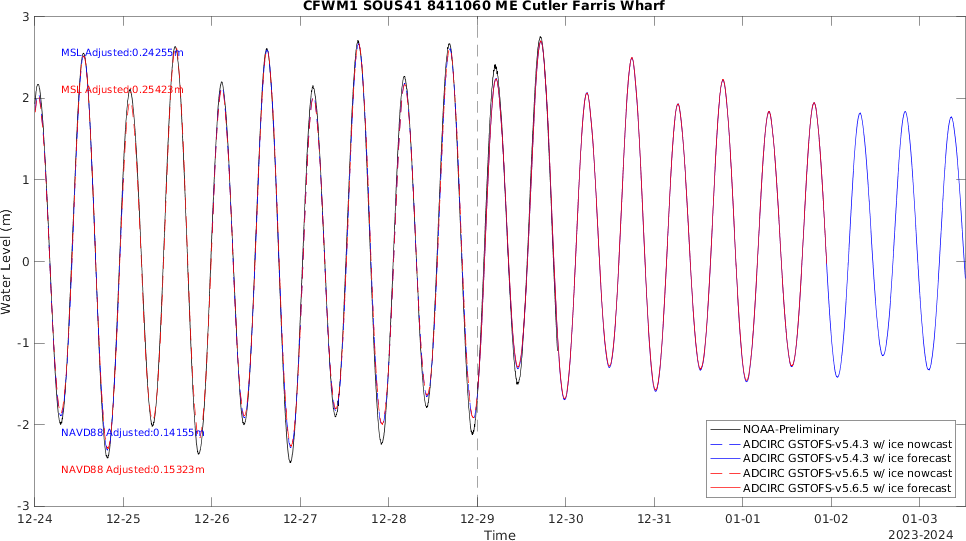 CFWM1 SOUS41 8411060 ME Cutler Farris Wharf
3
2
1
0
-1
-2
-3
Water Level (m)
MSL Adjusted:0.24255m
MSL Adjusted:0.25423m
NAVD88 Adjusted:0.14155m
NAVD88 Adjusted:0.15323m
NOAA-Preliminary
ADCIRC GSTOFS-v5.4.3 w/ ice nowcast
ADCIRC GSTOFS-v5.4.3 w/ ice forecast
ADCIRC GSTOFS-v5.6.5 w/ ice nowcast
ADCIRC GSTOFS-v5.6.5 w/ ice forecast
12-24 12-25 12-26 12-27 12-28 12-29 12-30 12-31 01-01 01-02 01-03
Time
2023-2024